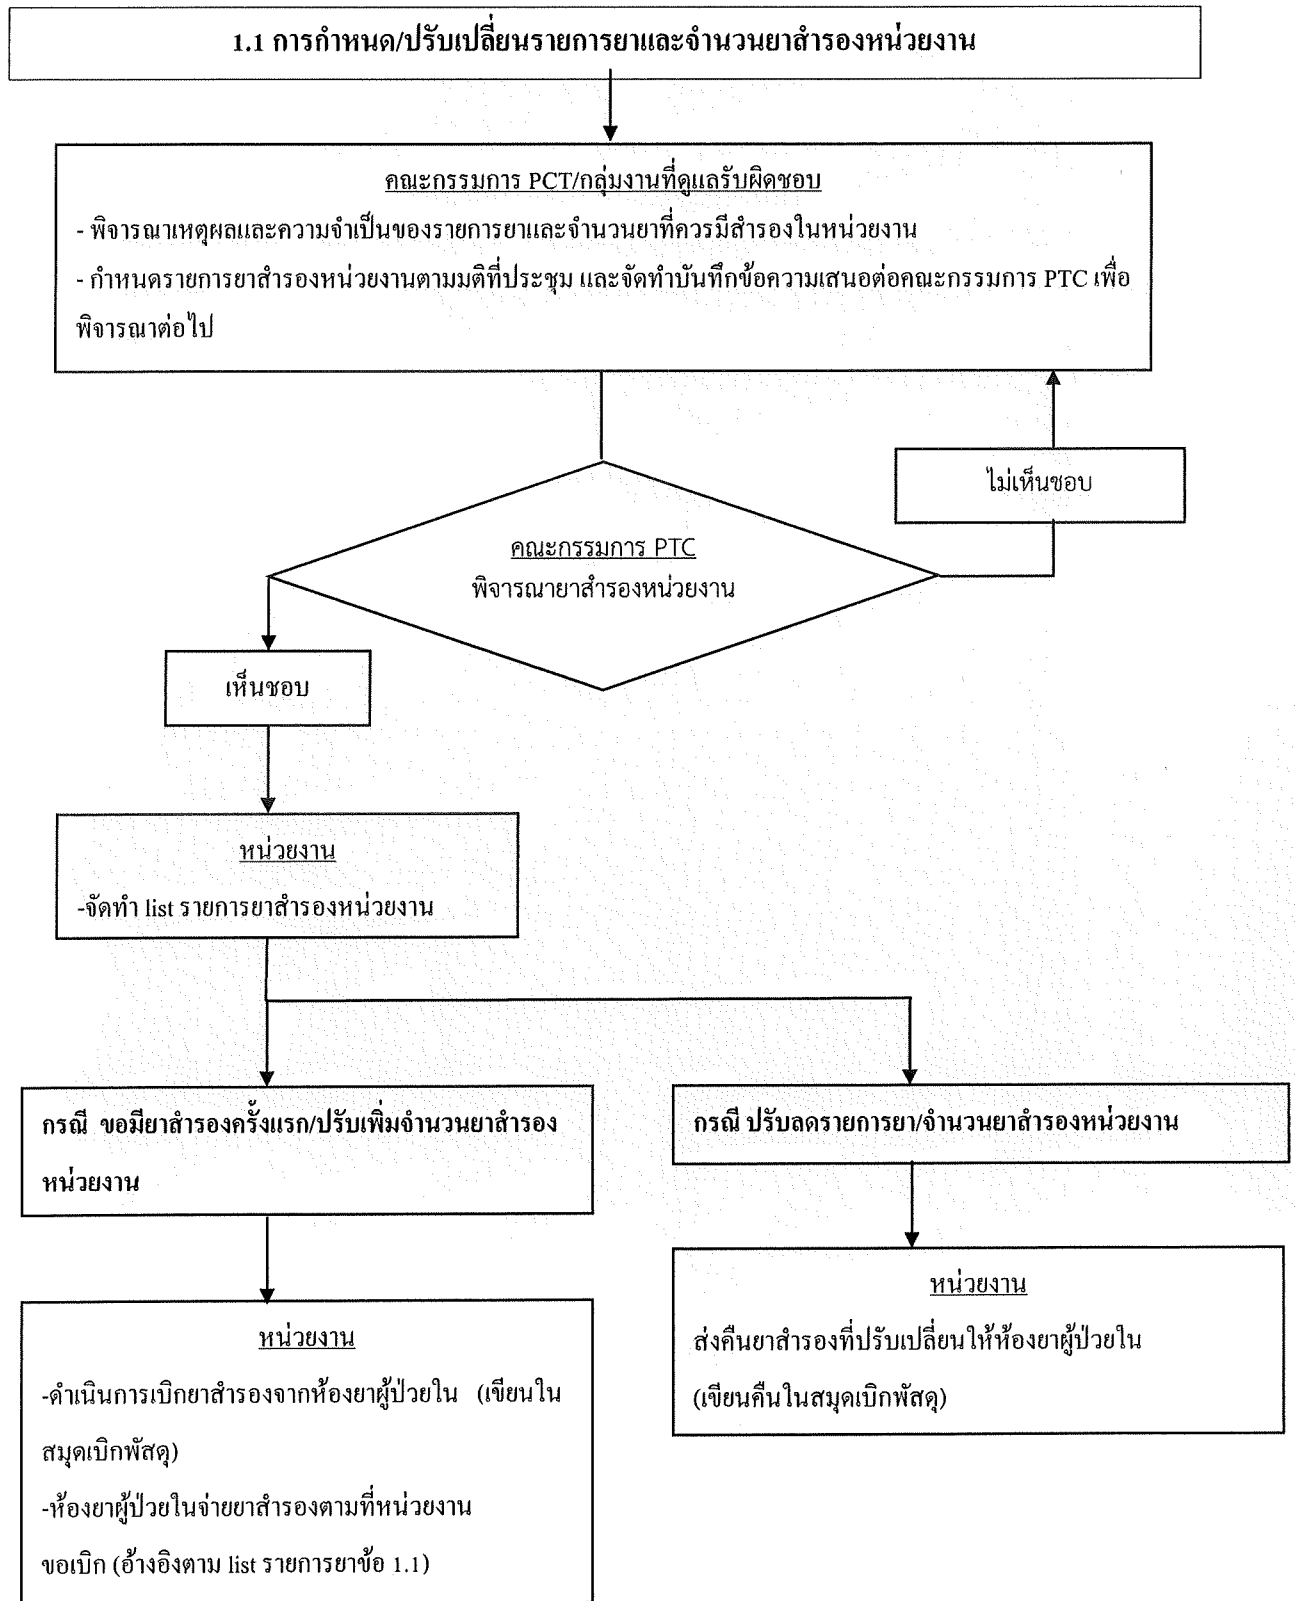 1.1 การกำหนด/ปรับเปลี่ยนรายการยาและจำนวนยาสำรองหน่วยงาน
คณะกรรมการ PCT/กลุ่มงานที่ดูแลรับผิดชอบ
- พิจารณาเหตุผลและความจำเป็นของรายการยาและจำนวนยาที่ควรมีสำรองในหน่วยงาน
- กำหนดรายการยาสำรองหน่วยงานตามมติที่ประชุม และจัดทำบันทึกข้อความเสนอต่อคณะกรรมการ PTC เพื่อ
พิจารณาต่อไป
ไม่เห็นชอบ
คณะกรรมการ PTC
พิจารณายาสำรองหน่วยงาน
เห็นชอบ
หน่วยงาน
-จัดทำ list รายการยาสำรองหน่วยงาน
กรณี ขอมียาสำรองครั้งแรก/ปรับเพิ่มจำนวนยาสำรอง
หน่วยงาน
กรณี ปรับลดรายการยา/จำนวนยาสำรองหน่วยงาน
หน่วยงาน
-ดำเนินการเบิกยาสำรองจากห้องยาผู้ป่วยใน (เขียนใน
สมุดเบิกพัสดุ)
-ห้องยาผู้ป่วยในจ่ายยาสำรองตามที่หน่วยงาน
ขอเบิก (อ้างอิงตาม list รายการยาข้อ 1.1)
หน่วยงาน
ส่งคืนยาสำรองที่ปรับเปลี่ยนให้ห้องยาผู้ป่วยใน
(เขียนคืนในสมุดเบิกพัสดุ)